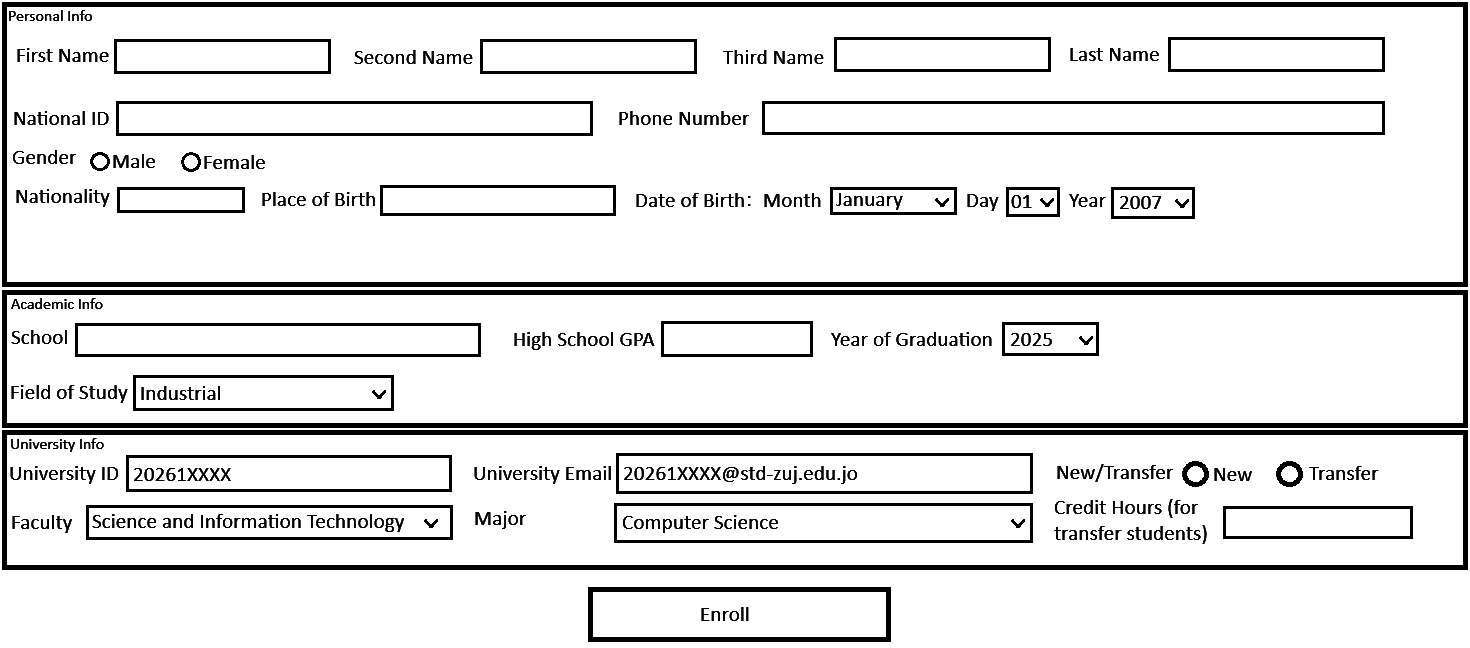 Personal Info
First Name Second Name Third Name Last Name
National ID Phone Number
Gender Male Female
Nationality Place of Birth Date of Birth: Month January Day 01 Year 2007
Academic Info
School High School GPA Year of Graduation 2025
Field of Study Industrial
University Info
University ID 20261XXXX University Email 20261XXXX@std-zuj.edu.jo New/Transfer New Transfer
Faculty Science and Information Technology Major Computer Science Credit Hours (for
transfer students)
Enroll